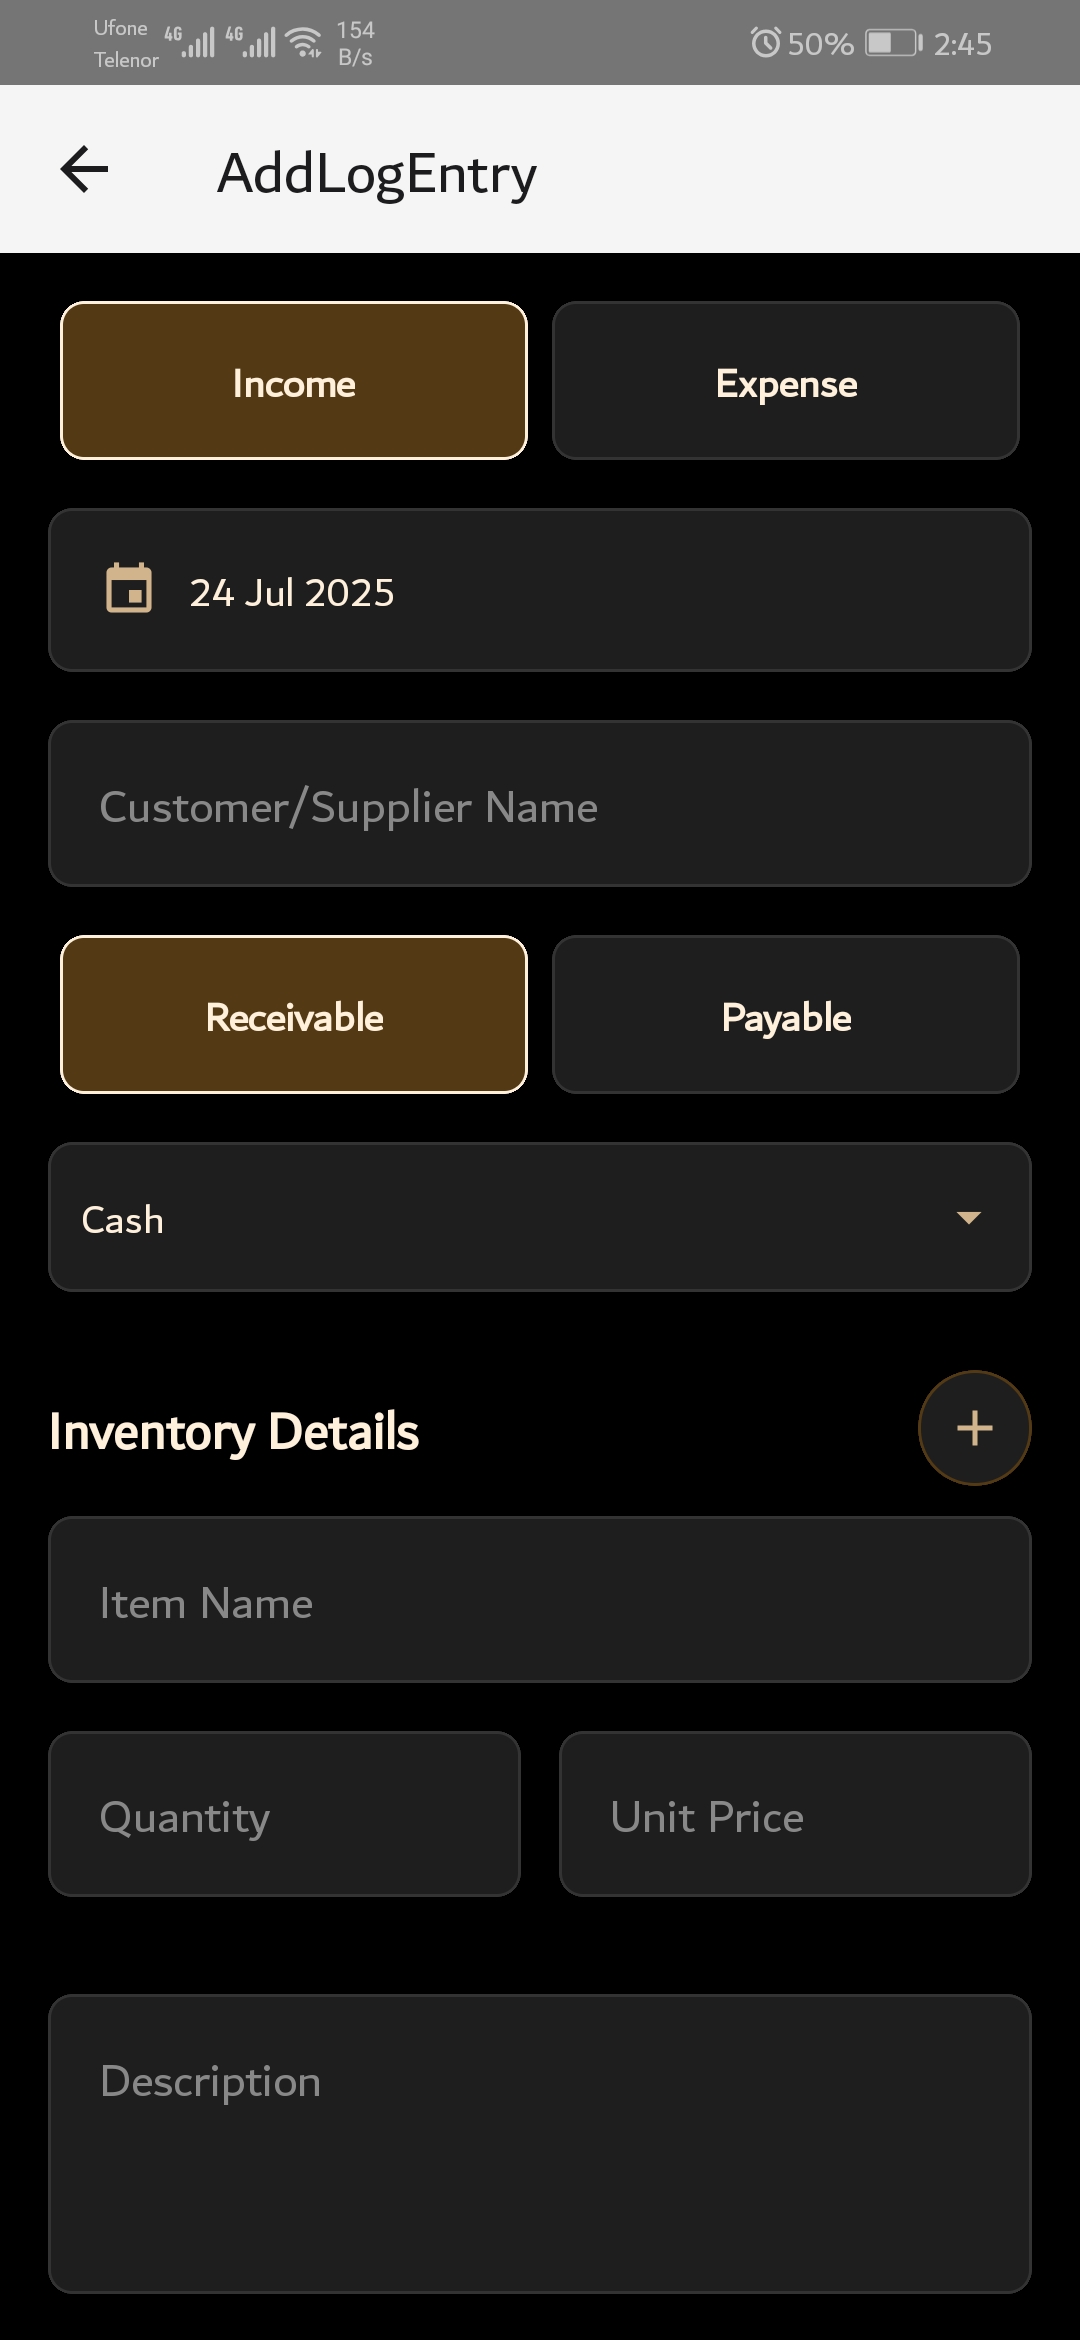 Ufone 4G 4G 154 50% 2:45
Telenor B/s
AddLogEntry
Income Expense
24 Jul 2025
Customer/Supplier Name
Receivable Payable
Cash
Inventory Details
Item Name
Quantity Unit Price
Description